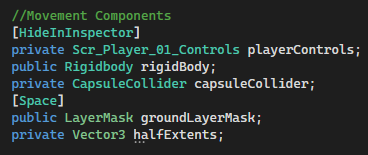 //Movement Components
[HideInInspector]
private Scr_Player_01_Controls playerControls;
public Rigidbody rigidBody;
private CapsuleCollider capsuleCollider;
[Space]
public LayerMask groundLayerMask;
private Vector3 halfExtents;